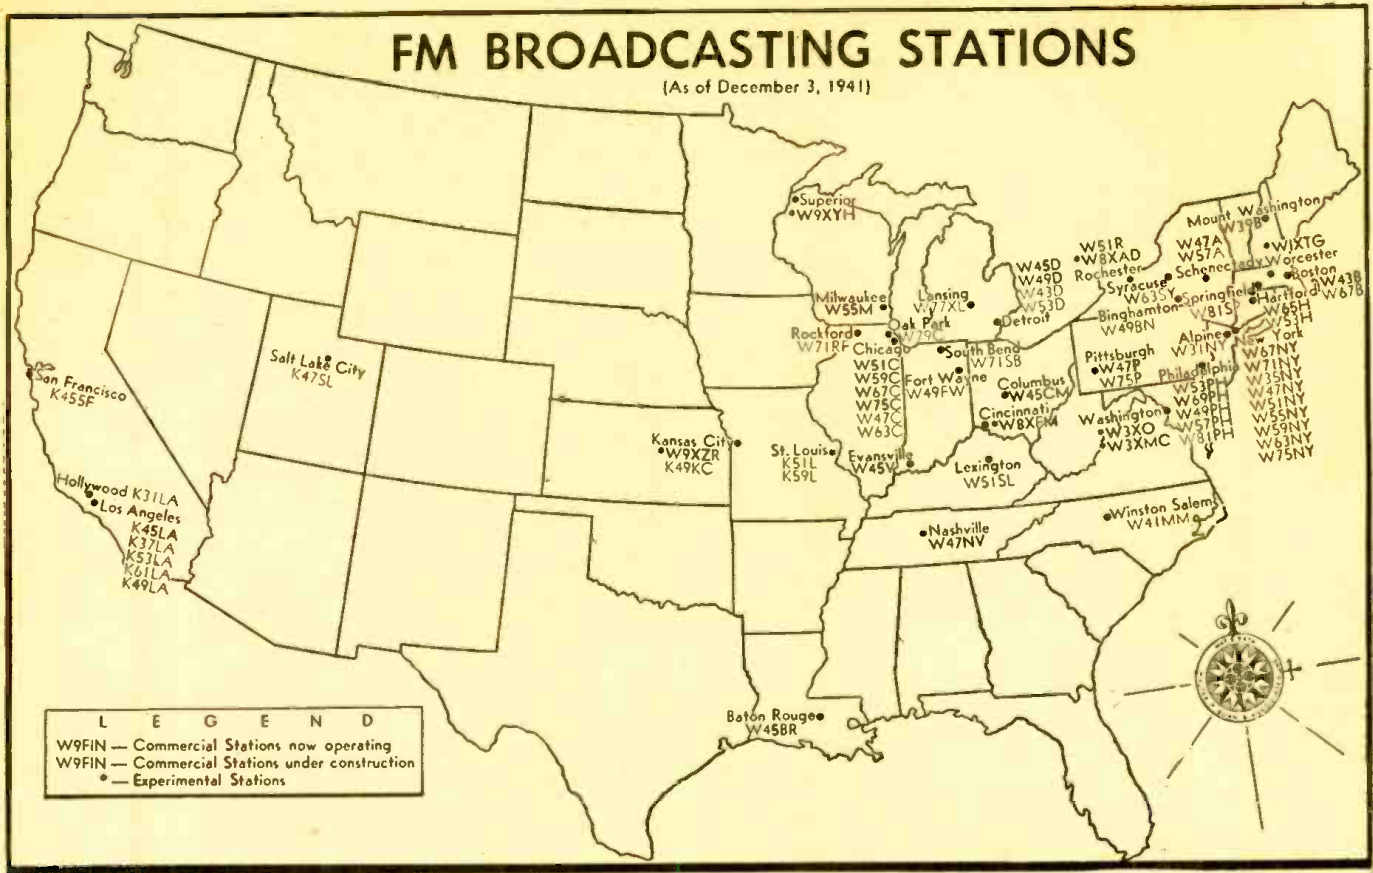 FM BROADCASTING STATIONS
(As of December 3, 1941)
Superior
W9XYH
Milwaukee
W55M
Lansing
W77XL
W45D
W49D
W43D
W53D
Detroit
Rockford
W71RF
Oak Park
W79C
Chicago
W51C
W59C
W67C
W75C
W47C
W63C
South Bend
W71SB
Fort Wayne
W49FW
Columbus
W45CM
Cincinnati
W8XFM
Evansville
W45V
Lexington
W51SL
W51R
W8XAD
Rochester
Syracuse
W63SY
Binghamton
W49BN
W47A
W57A
Schenectady
Mount Washington
W39B
W1XTG
Worcester
Boston
W43B
W67B
Springfield
W81SP
Hartford
W65H
W53H
Alpine
W31NY
New York
W67NY
W71NY
W35NY
W47NY
W51NY
W55NY
W59NY
W63NY
W75NY
Pittsburgh
W47P
W75P
Philadelphia
W53PH
W69PH
W49PH
W57PH
W81PH
Washington
W3XO
W3XMC
Salt Lake City
K47SL
San Francisco
K45SF
Hollywood K31LA
Los Angeles
K45LA
K37LA
K53LA
K61LA
K49LA
Kansas City
W9XZR
K49KC
St. Louis
K51L
K59L
Nashville
W47NV
Winston Salem
W41MM
Baton Rouge
W45BR
L E G E N D
W9FIN — Commercial Stations now operating
W9FIN — Commercial Stations under construction
• — Experimental Stations